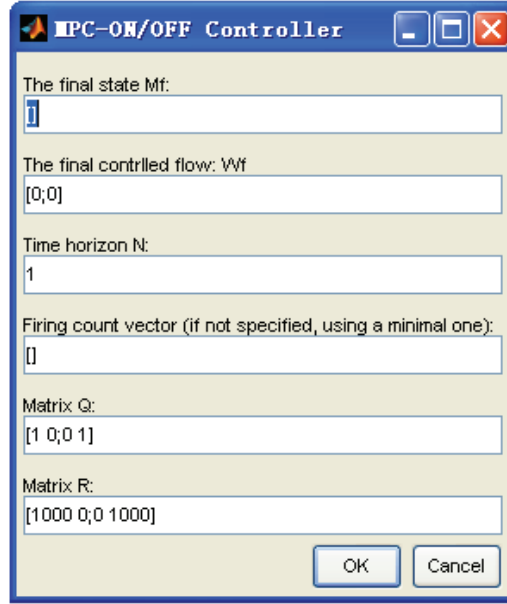 MPC-ON/OFF Controller
The final state Mf:
[]
The final contrlled flow: Wf
[0;0]
Time horizon N:
1
Firing count vector (if not specified, using a minimal one):
[]
Matrix Q:
[1 0;0 1]
Matrix R:
[1000 0;0 1000]
OK Cancel